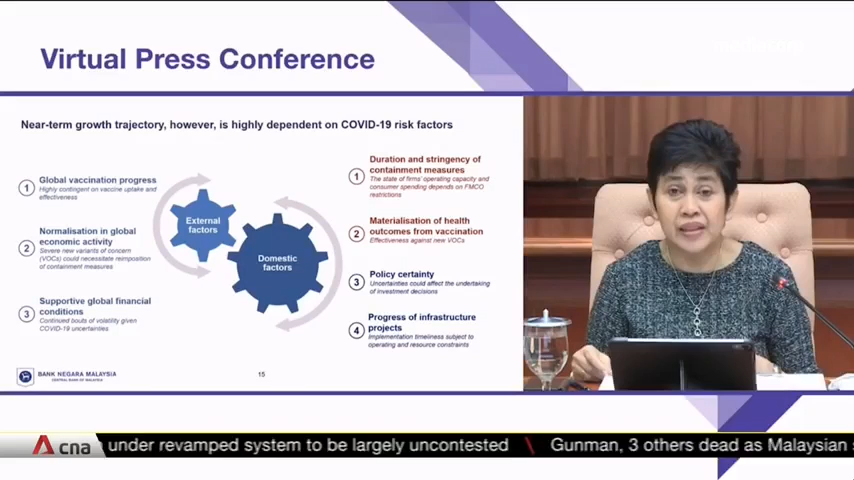 Virtual Press Conference
Near-term growth trajectory, however, is highly dependent on COVID-19 risk factors
1
Global vaccination progress
Highly contingent on vaccine uptake and
effectiveness
2
Normalisation in global
economic activity
Severe new variants of concern
(VOCs) could necessitate reimposition
of containment measures
3
Supportive global financial
conditions
Continued bouts of volatility given
COVID-19 uncertainties
External
factors
Domestic
factors
1
Duration and stringency of
containment measures
The state of firms' operating capacity and
consumer spending depends on FMCO
restrictions
2
Materialisation of health
outcomes from vaccination
Effectiveness against new VOCs
3
Policy certainty
Uncertainties could affect the undertaking
of investment decisions
4
Progress of infrastructure
projects
Implementation timeliness subject to
operating and resource constraints
BANK NEGARA MALAYSIA
CENTRAL BANK OF MALAYSIA
15
cna
under revamped system to be largely uncontested \ Gunman, 3 others dead as Malaysian